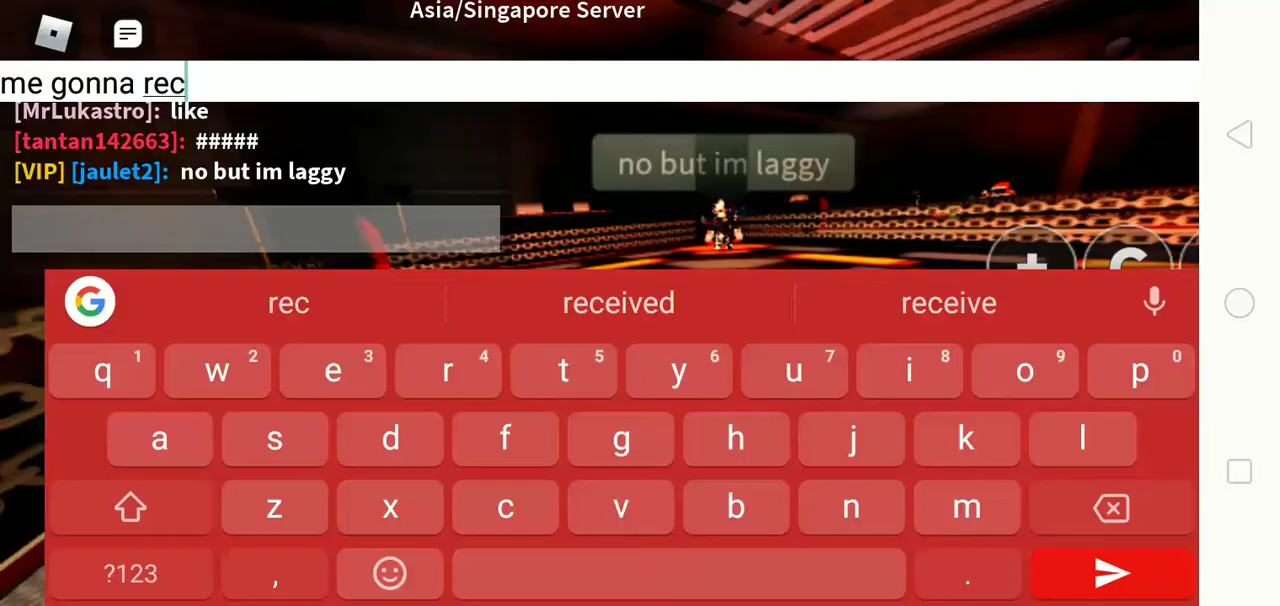 Asia/Singapore Server
me gonna rec
[MrLukastro]: like
[tantan142663]: #####
[VIP] [jaulet2]: no but im laggy
no but im laggy
G rec received receive
q 1 w 2 e 3 r 4 t 5 y 6 u 7 i 8 o 9 p 0
a s d f g h j k l
z x c v b n m
?123 , .